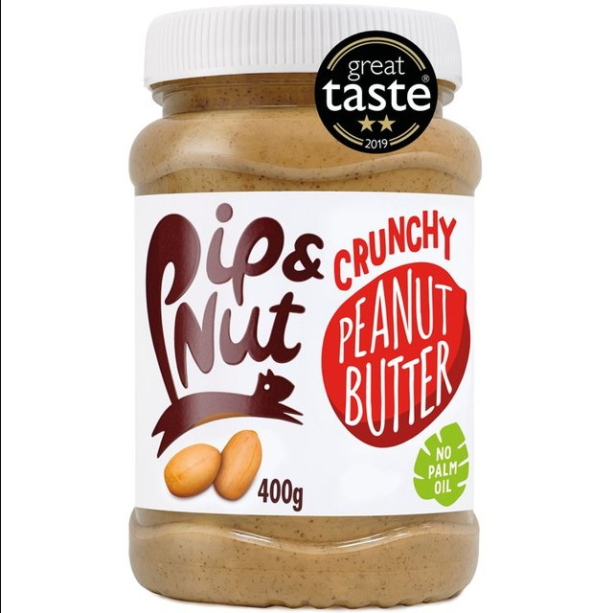 great
taste®
2019
Pip &
Nut
CRUNCHY
PEANUT
BUTTER
NO
PALM
OIL
400g